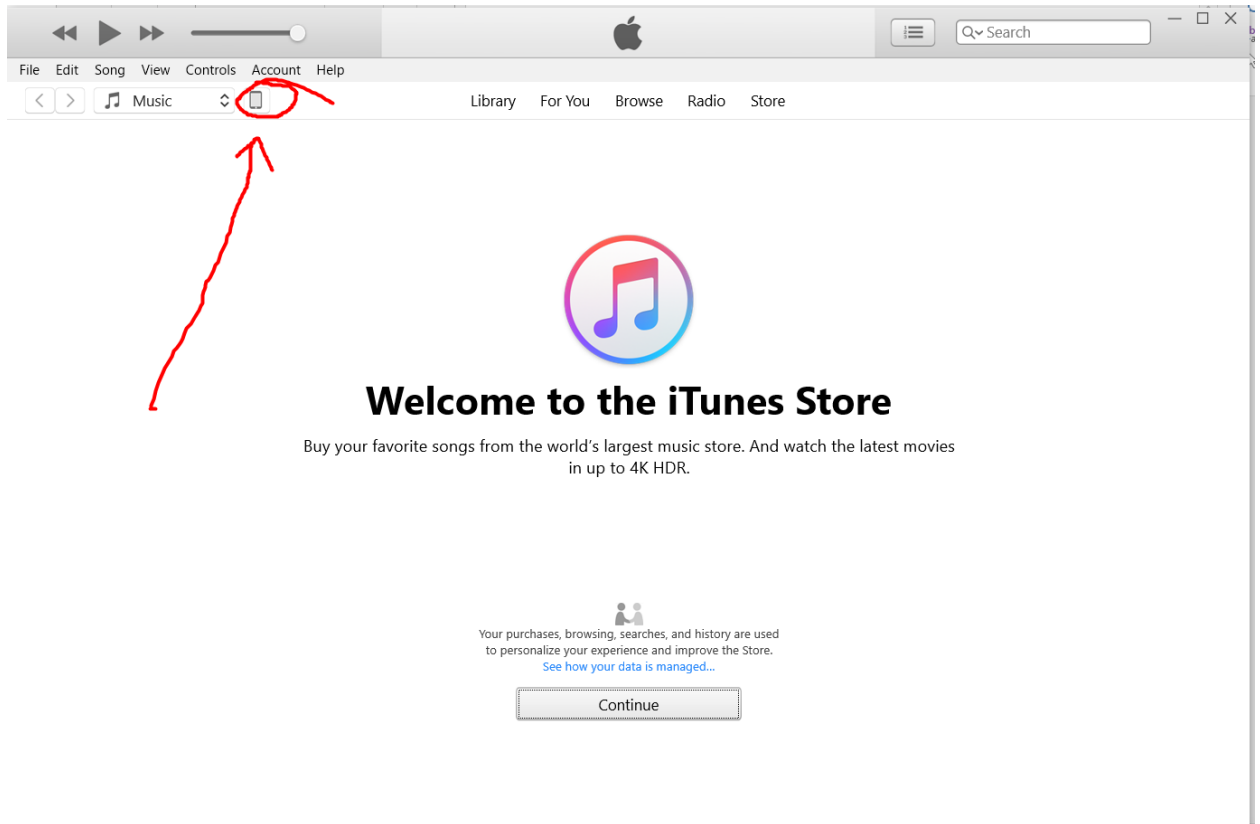 Search
File Edit Song View Controls Account Help
Music
Library For You Browse Radio Store
Welcome to the iTunes Store
Buy your favorite songs from the world's largest music store. And watch the latest movies
in up to 4K HDR.
Your purchases, browsing, searches, and history are used
to personalize your experience and improve the Store.
See how your data is managed...
Continue